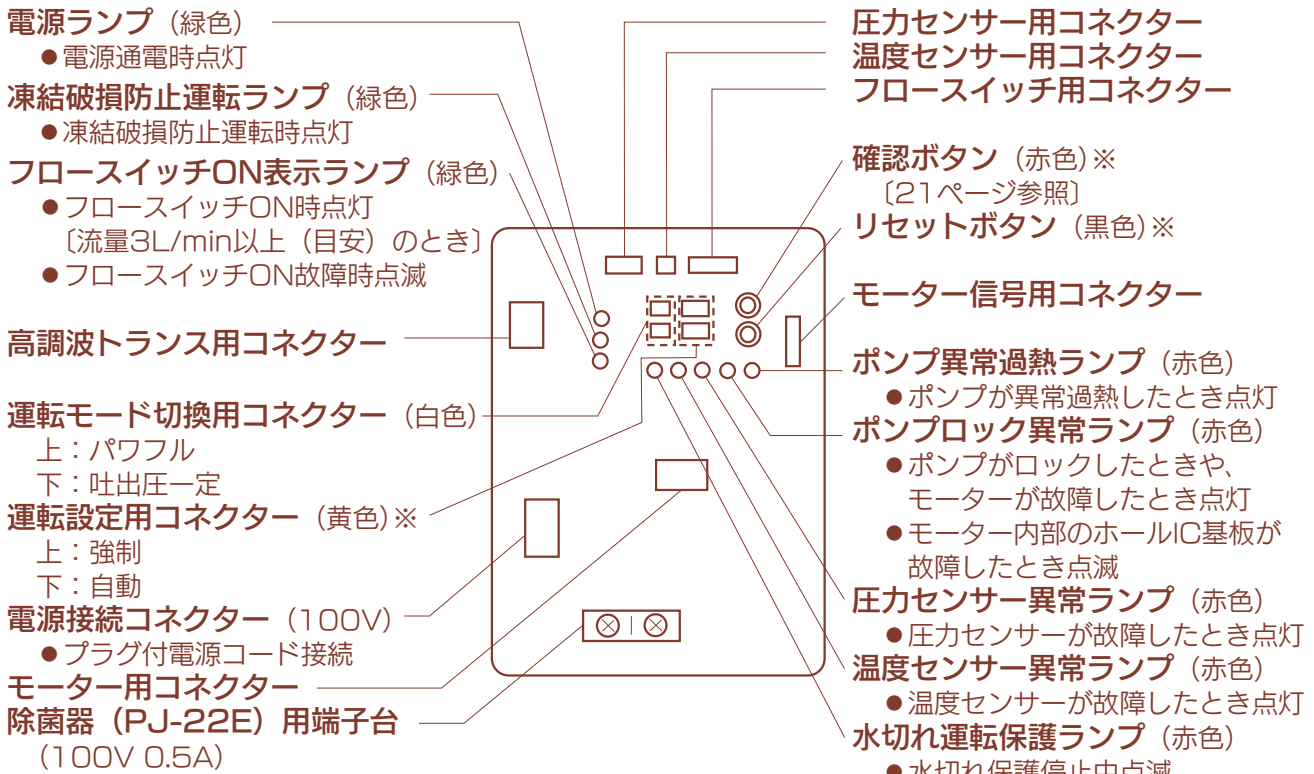 電源ランプ（緑色）
●電源通電時点灯
凍結破損防止運転ランプ（緑色）
●凍結破損防止運転時点灯
フロースイッチON表示ランプ（緑色）
●フロースイッチON時点灯
〔流量3L/min以上（目安）のとき〕
●フロースイッチON故障時点滅
高調波トランス用コネクター
運転モード切換用コネクター（白色）
上：パワフル
下：吐出圧一定
運転設定用コネクター（黄色）※
上：強制
下：自動
電源接続コネクター（100V）
●プラグ付電源コード接続
モーター用コネクター
除菌器（PJ-22E）用端子台
（100V 0.5A）
圧力センサー用コネクター
温度センサー用コネクター
フロースイッチ用コネクター
確認ボタン（赤色）※
〔21ページ参照〕
リセットボタン（黒色）※
モーター信号用コネクター
ポンプ異常過熱ランプ（赤色）
●ポンプが異常過熱したとき点灯
ポンプロック異常ランプ（赤色）
●ポンプがロックしたときや、
モーターが故障したとき点灯
●モーター内部のホールIC基板が
故障したとき点滅
圧力センサー異常ランプ（赤色）
●圧力センサーが故障したとき点灯
温度センサー異常ランプ（赤色）
●温度センサーが故障したとき点灯
水切れ運転保護ランプ（赤色）
●水切れ保護停止中点滅